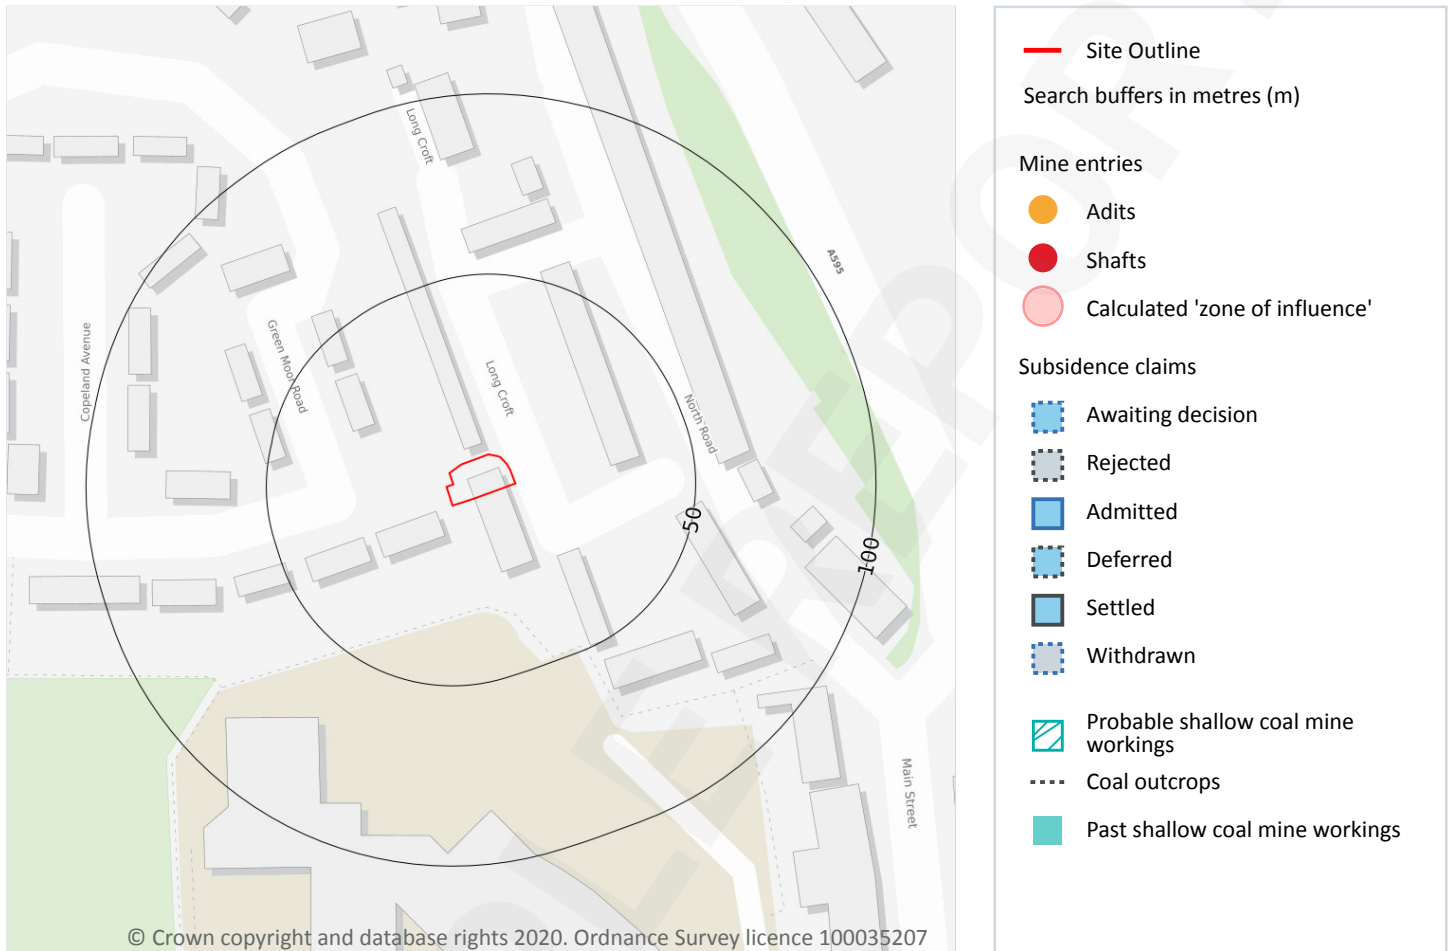 Long Croft
A595
Copeland Avenue
Green Moor Road
Long Croft
North Road
50
100
Main Street
© Crown copyright and database rights 2020. Ordnance Survey licence 100035207
Site Outline
Search buffers in metres (m)
Mine entries
Adits
Shafts
Calculated 'zone of influence'
Subsidence claims
Awaiting decision
Rejected
Admitted
Deferred
Settled
Withdrawn
Probable shallow coal mine
workings
Coal outcrops
Past shallow coal mine workings